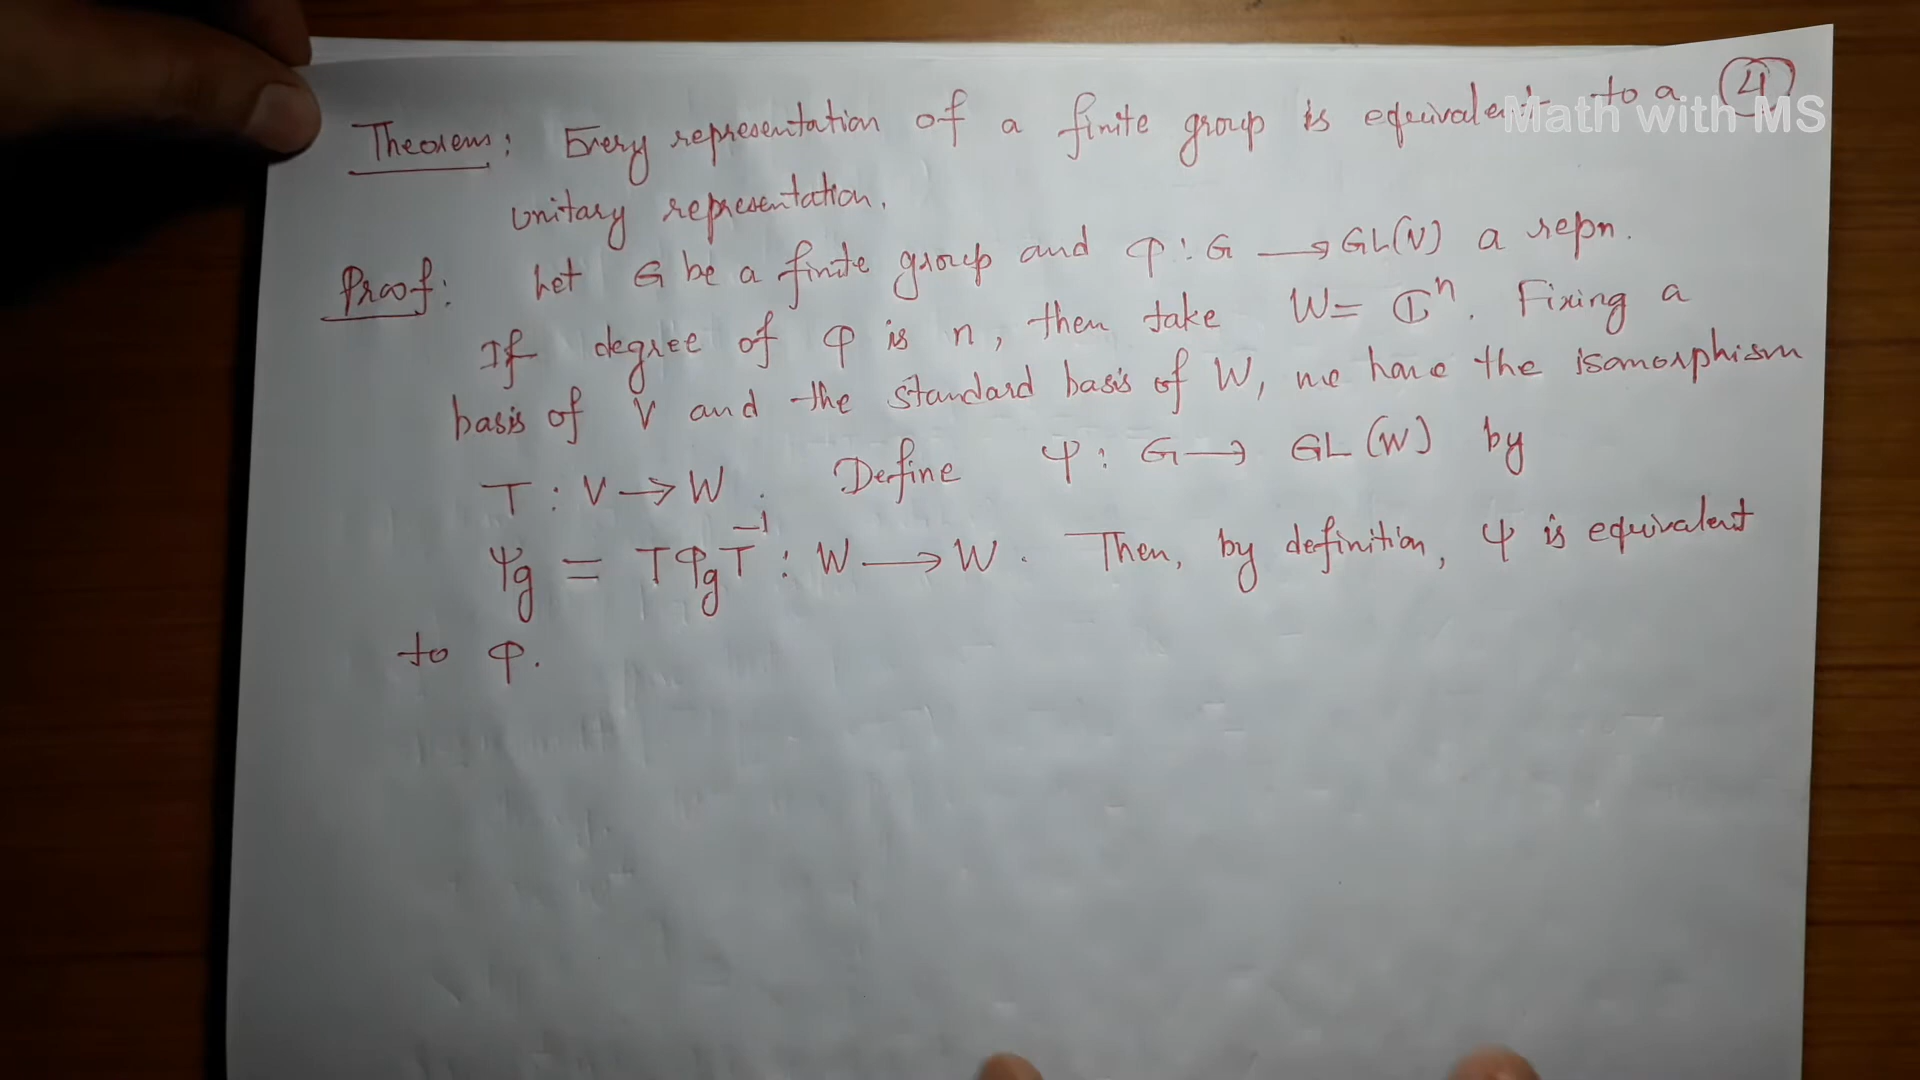 Theorem: Every representation of a finite group is equivalent to a 4
Math with MS
unitary representation.
Proof: Let G be a finite group and φ : G → GL(V) a repn.
If degree of φ is n, then take W = ℂⁿ. Fixing a
basis of V and the standard basis of W, we have the isomorphism
T : V → W. Define ψ : G → GL(W) by
ψ_g = Tφ_gT⁻¹ : W → W. Then, by definition, ψ is equivalent
to φ.